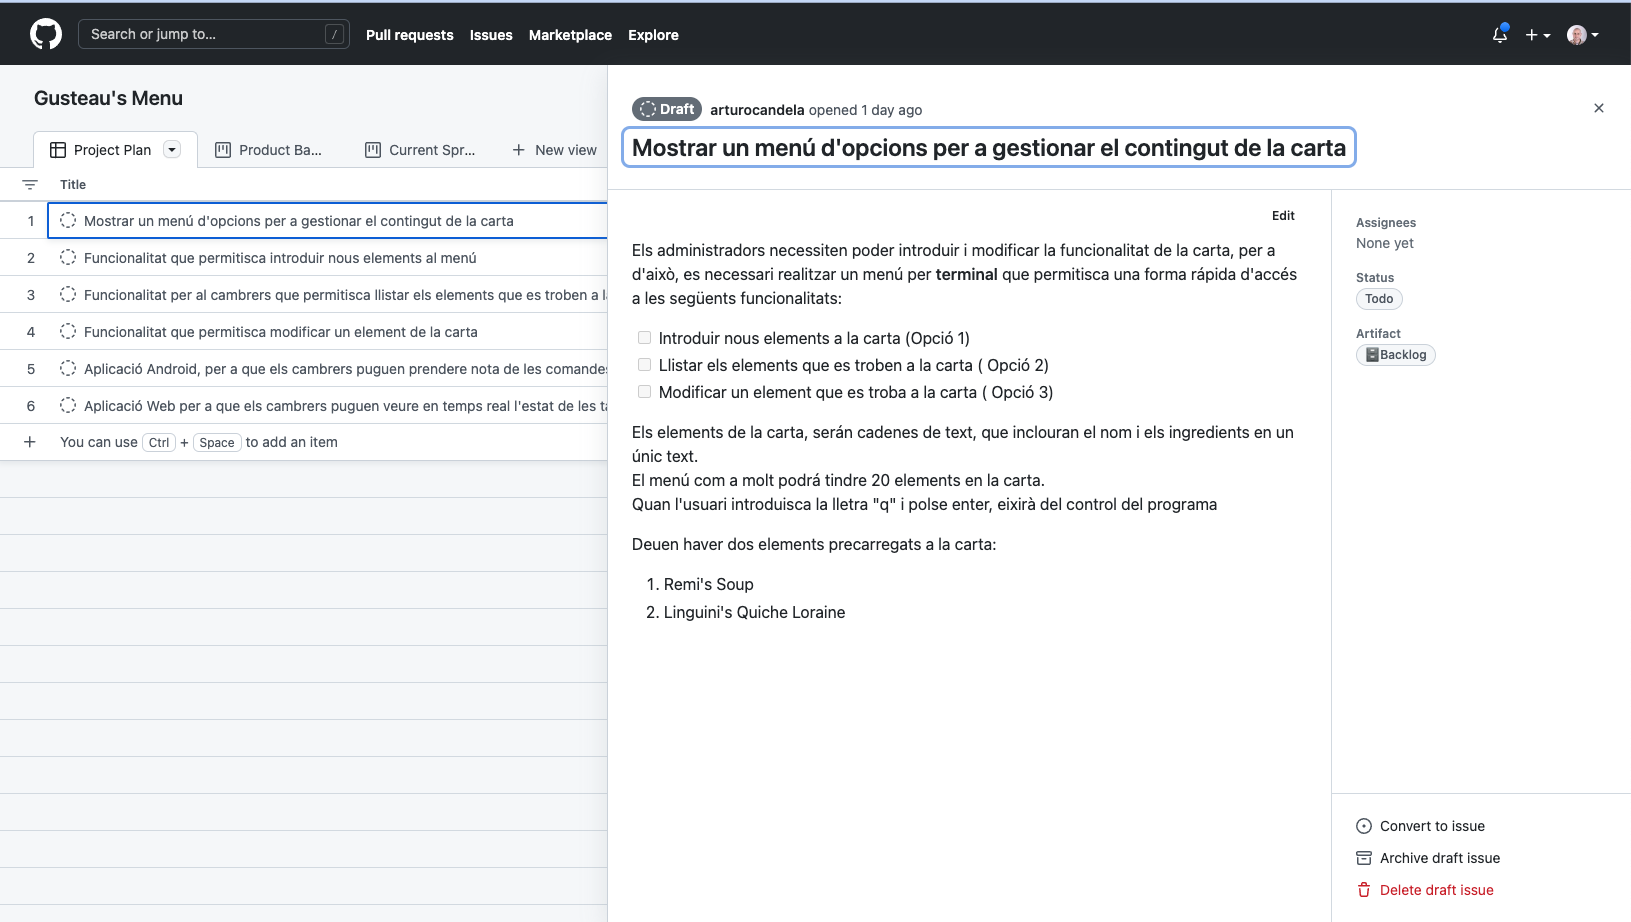 Search or jump to...
/
Pull requests
Issues
Marketplace
Explore
Gusteau's Menu
Project Plan
Product Ba...
Current Spr...
New view
Title
1 Mostrar un menú d'opcions per a gestionar el contingut de la carta
2 Funcionalitat que permitisca introduir nous elements al menú
3 Funcionalitat per al cambrers que permitisca llistar els elements que es troben a l
4 Funcionalitat que permitisca modificar un element de la carta
5 Aplicació Android, per a que els cambrers puguen prendere nota de les comande
6 Aplicació Web per a que els cambrers puguen veure en temps real l'estat de les ta
+ You can use Ctrl + Space to add an item
Draft arturocandela opened 1 day ago
Mostrar un menú d'opcions per a gestionar el contingut de la carta
Edit
Els administradors necessiten poder introduir i modificar la funcionalitat de la carta, per a
d'això, es necessari realitzar un menú per terminal que permitisca una forma rápida d'accés
a les següents funcionalitats:
Introduir nous elements a la carta (Opció 1)
Llistar els elements que es troben a la carta ( Opció 2)
Modificar un element que es troba a la carta ( Opció 3)
Els elements de la carta, serán cadenes de text, que inclouran el nom i els ingredients en un
únic text.
El menú com a molt podrá tindre 20 elements en la carta.
Quan l'usuari introduisca la lletra "q" i polse enter, eixirà del control del programa
Deuen haver dos elements precarregats a la carta:
1. Remi's Soup
2. Linguini's Quiche Loraine
Assignees
None yet
Status
Todo
Artifact
Backlog
Convert to issue
Archive draft issue
Delete draft issue